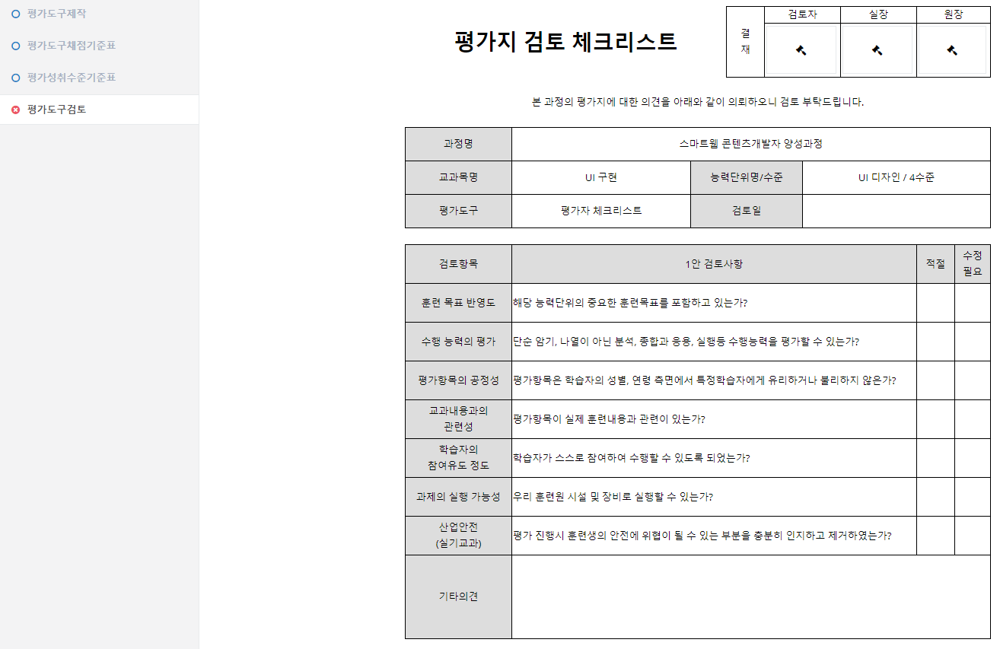 평가도구제작
평가도구채점기준표
평가성취수준기준표
평가도구검토
평가지 검토 체크리스트
결
재
검토자 실장 원장
본 과정의 평가지에 대한 의견을 아래와 같이 의뢰하오니 검토 부탁드립니다.
과정명 스마트웰 콘텐츠개발자 양성과정
교과목명 UI 구현 능력단위명/수준 UI 디자인 / 4수준
평가도구 평가자 체크리스트 검토일
검토항목 1안 검토사항 적절 수정
필요
훈련 목표 반영도 해당 능력단위의 중요한 훈련목표를 포함하고 있는가?
수행 능력의 평가 단순 암기, 나열이 아닌 분석, 종합과 응용, 실행등 수행능력을 평가할 수 있는가?
평가항목의 공정성 평가항목은 학습자의 성별, 연령 측면에서 특정학습자에게 유리하거나 불리하지 않은가?
교과내용과의
관련성
평가항목이 실제 훈련내용과 관련이 있는가?
학습자의
참여유도 정도
학습자가 스스로 참여하여 수행할 수 있도록 되었는가?
과제의 실행 가능성 우리 훈련원 시설 및 장비로 실행할 수 있는가?
산업안전
(실기교과)
평가 진행시 훈련생의 안전에 위협이 될 수 있는 부분을 충분히 인지하고 제거하였는가?
기타의견